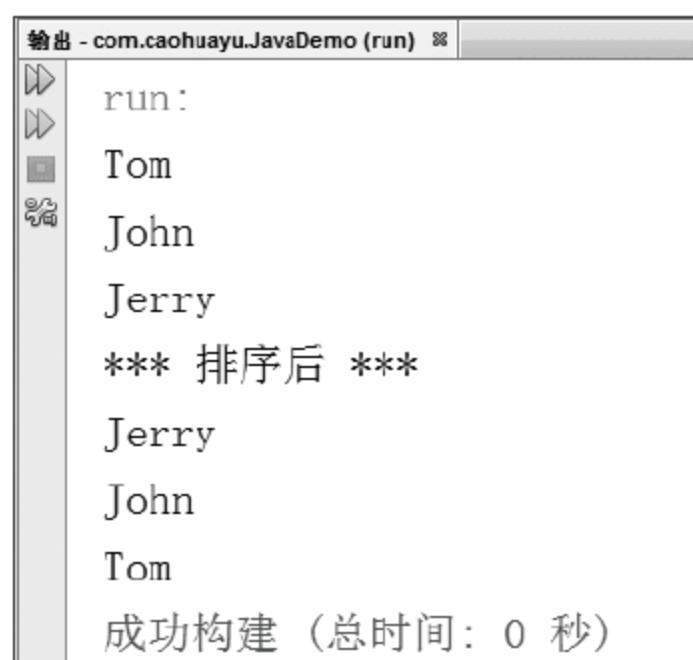 输出 - com.caohuayu.JavaDemo (run)
run:
Tom
John
Jerry
*** 排序后 ***
Jerry
John
Tom
成功构建 (总时间: 0 秒)